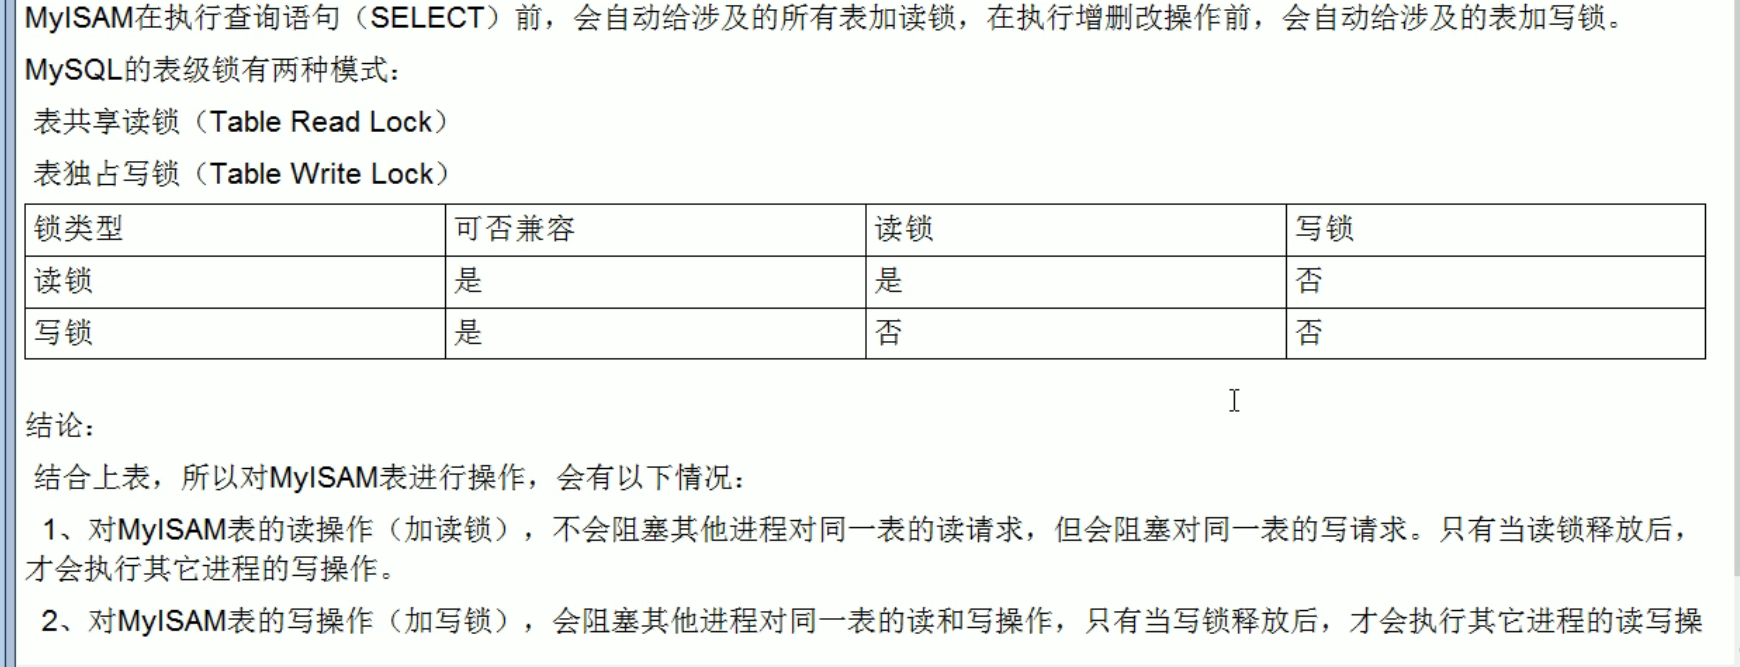 MyISAM在执行查询语句（SELECT）前，会自动给涉及的所有表加读锁，在执行增删改操作前，会自动给涉及的表加写锁。
MySQL的表级锁有两种模式：
表共享读锁（Table Read Lock）
表独占写锁（Table Write Lock）
锁类型 可否兼容 读锁 写锁
读锁 是 是 否
写锁 是 否 否
结论：
结合上表，所以对MyISAM表进行操作，会有以下情况：
1、对MyISAM表的读操作（加读锁），不会阻塞其他进程对同一表的读请求，但会阻塞对同一表的写请求。只有当读锁释放后，
才会执行其它进程的写操作。
2、对MyISAM表的写操作（加写锁），会阻塞其他进程对同一表的读和写操作，只有当写锁释放后，才会执行其它进程的读写操